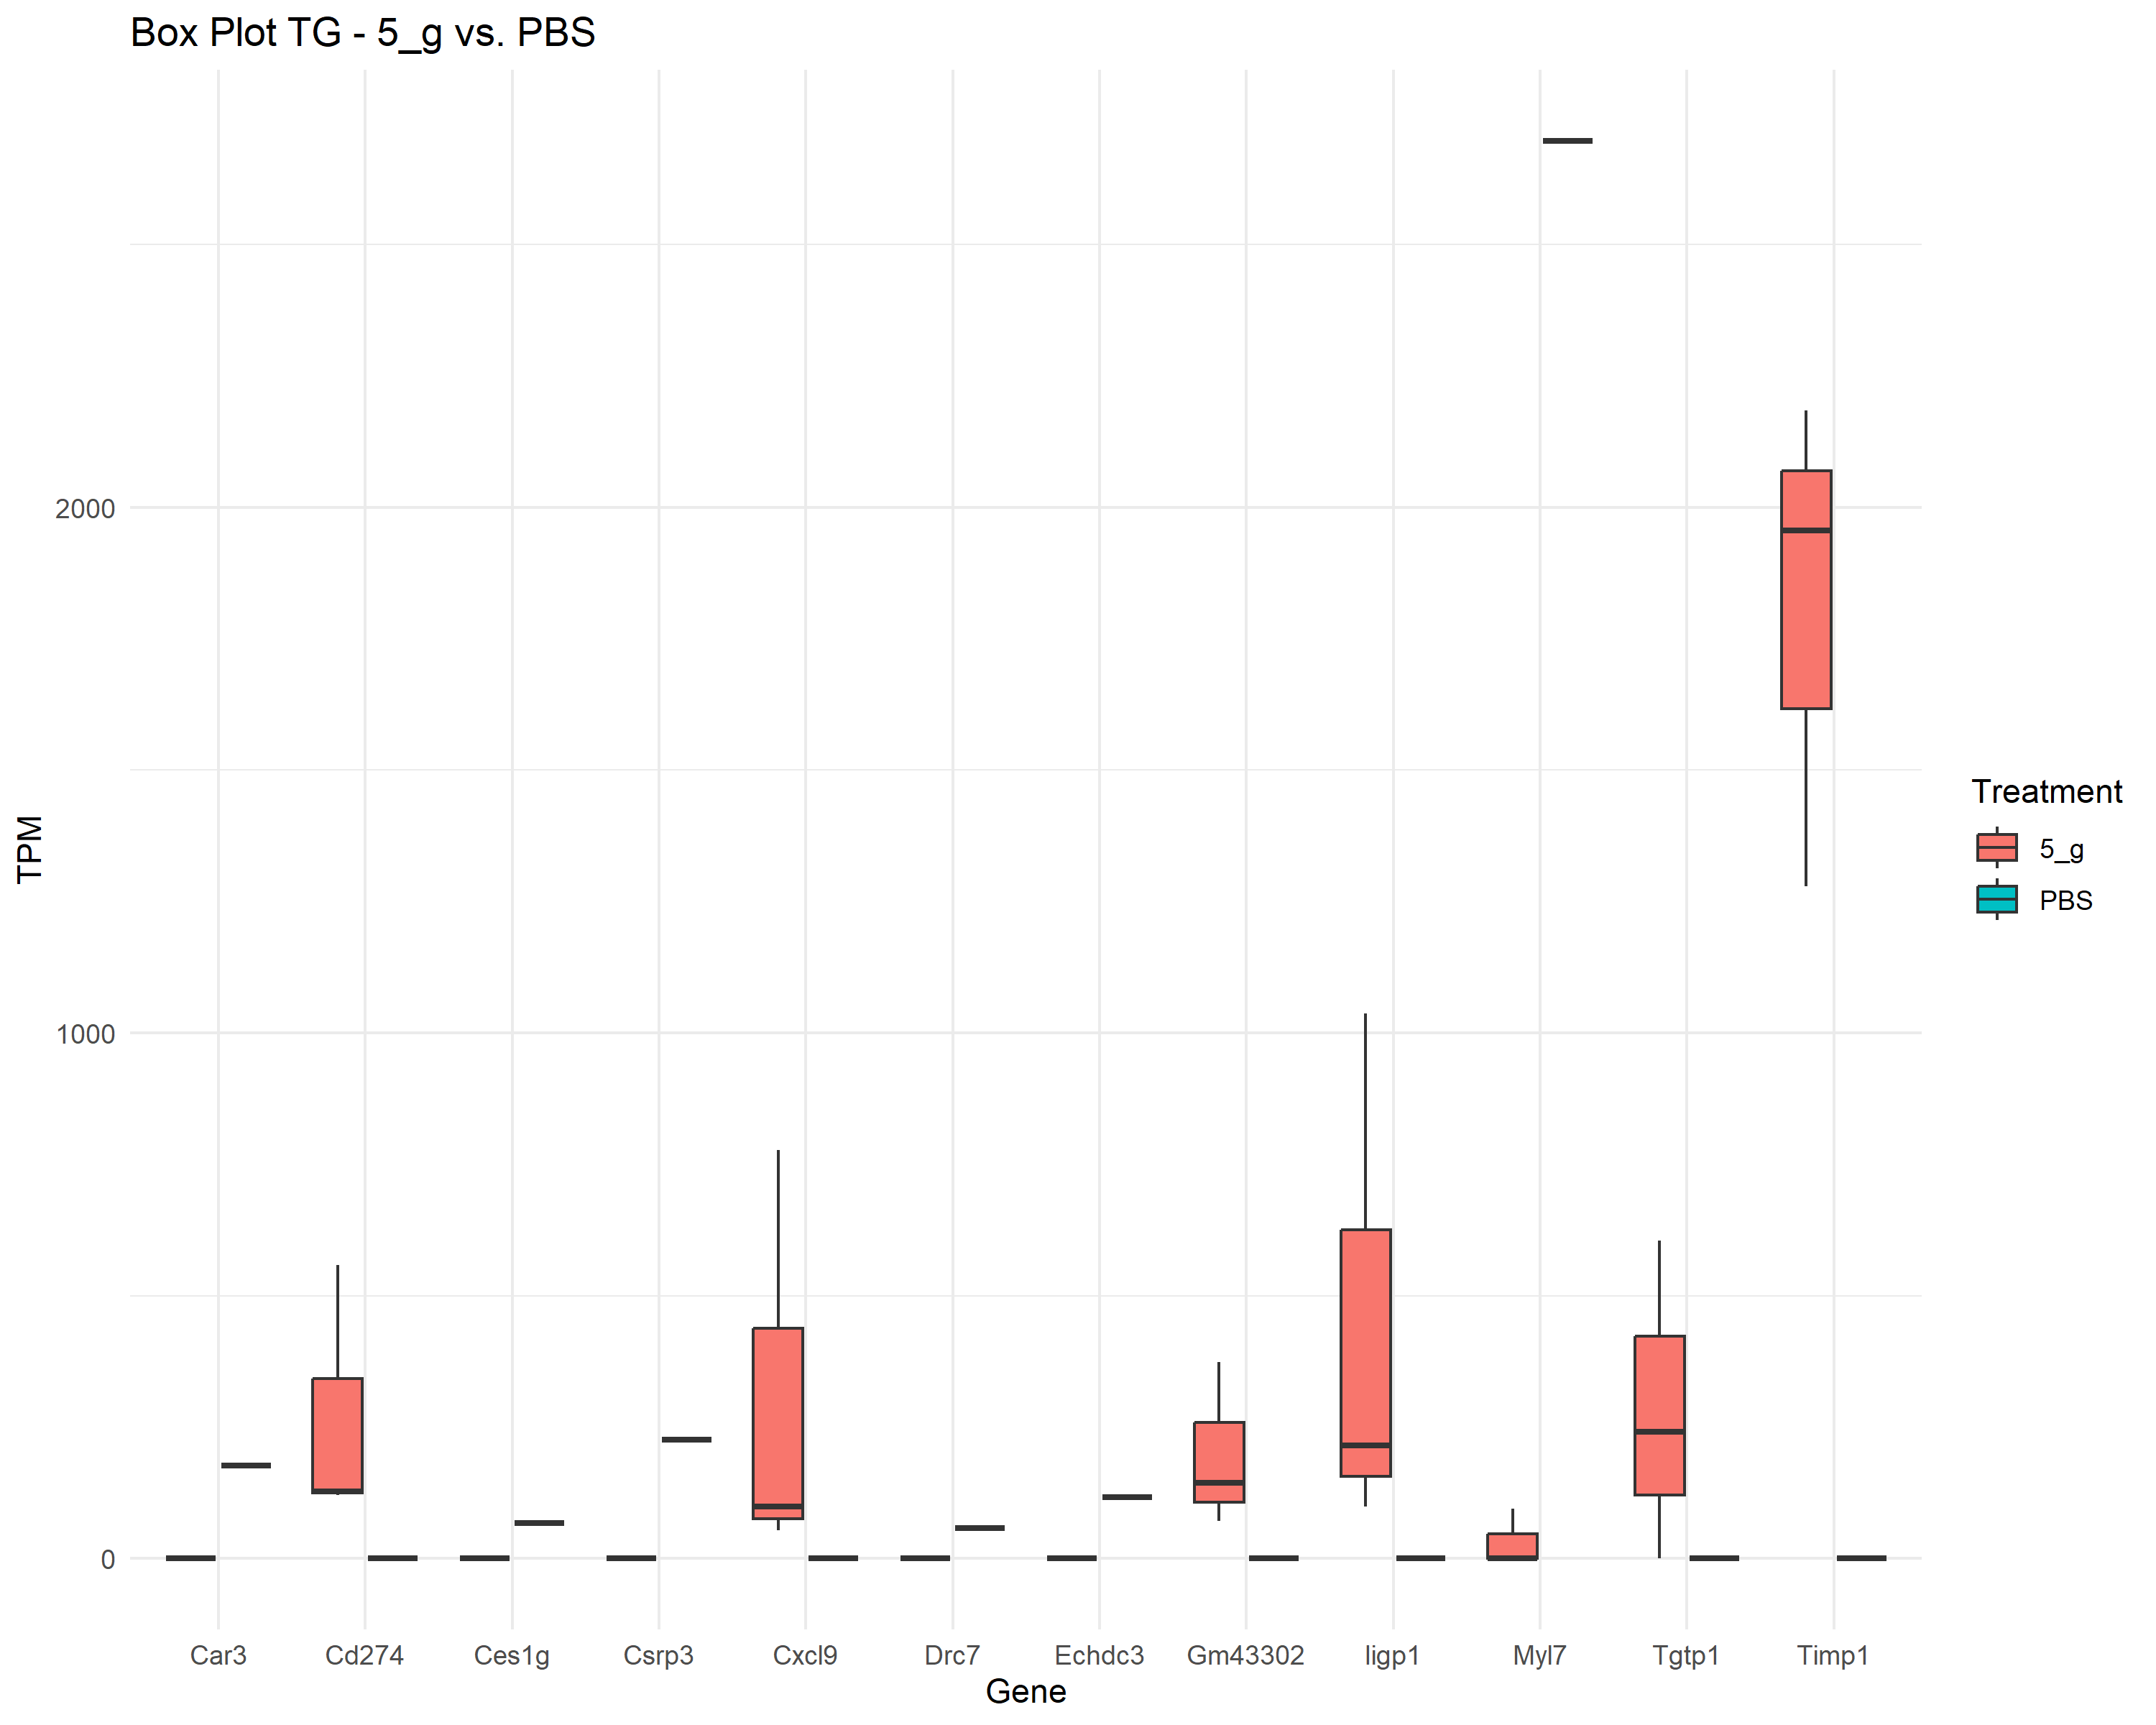 Box Plot TG - 5_g vs. PBS
TPM
2000
1000
0
Car3 Cd274 Ces1g Csrp3 Cxcl9 Drc7 Echdc3 Gm43302 Iigp1 Myl7 Tgtp1 Timp1
Gene
Treatment
5_g
PBS